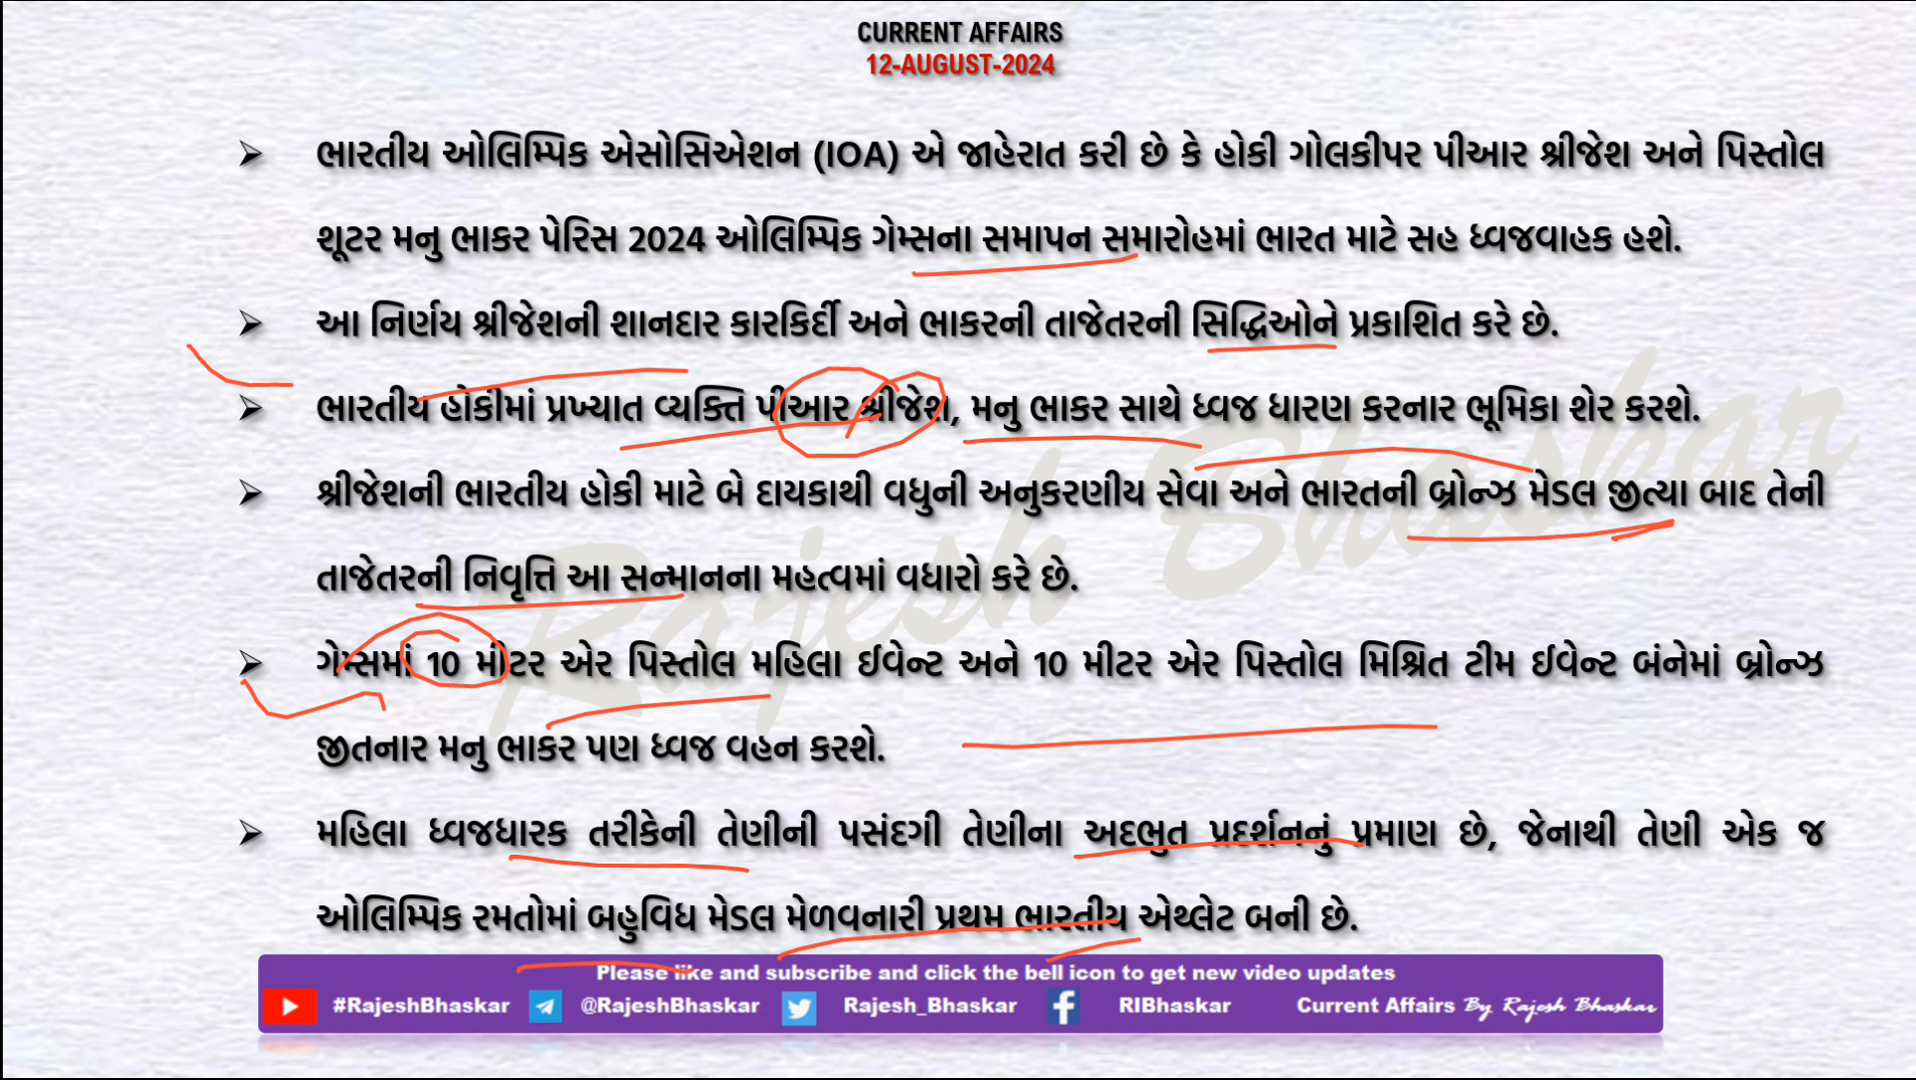 CURRENT AFFAIRS
12-AUGUST-2024
➢ ભારતીય ઓલિમ્પિક એસોસિએશન (IOA) એ જાહેરાત કરી છે કે હોકી ગોલકીપર પીઆર શ્રીજેશ અને પિસ્તોલ
શૂટર મનુ ભાકર પેરિસ 2024 ઓલિમ્પિક ગેમ્સના સમાપન સમારોહમાં ભારત માટે સહ ધ્વજવાહક હશે.
➢ આ નિર્ણય શ્રીજેશની શાનદાર કારકિર્દી અને ભાકરની તાજેતરની સિદ્ધિઓને પ્રકાશિત કરે છે.
➢ ભારતીય હોકીમાં પ્રખ્યાત વ્યક્તિ પીઆર શ્રીજેશ, મનુ ભાકર સાથે ધ્વજ ધારણ કરનાર ભૂમિકા શેર કરશે.
➢ શ્રીજેશની ભારતીય હોકી માટે બે દાયકાથી વધુની અનુકરણીય સેવા અને ભારતની બ્રોન્ઝ મેડલ જીત્યા બાદ તેની
તાજેતરની નિવૃત્તિ આ સન્માનના મહત્વમાં વધારો કરે છે.
➢ ગેમ્સમાં 10 મીટર એર પિસ્તોલ મહિલા ઈવેન્ટ અને 10 મીટર એર પિસ્તોલ મિશ્રિત ટીમ ઈવેન્ટ બંનેમાં બ્રોન્ઝ
જીતનાર મનુ ભાકર પણ ધ્વજ વહન કરશે.
➢ મહિલા ધ્વજધારક તરીકેની તેણીની પસંદગી તેણીના અદભુત પ્રદર્શનનું પ્રમાણ છે, જેનાથી તેણી એક જ
ઓલિમ્પિક રમતોમાં બહુવિધ મેડલ મેળવનારી પ્રથમ ભારતીય એથ્લેટ બની છે.
Rajesh Bhaskar
Please like and subscribe and click the bell icon to get new video updates
#RajeshBhaskar @RajeshBhaskar Rajesh_Bhaskar RIBhaskar Current Affairs By Rajesh Bhaskar